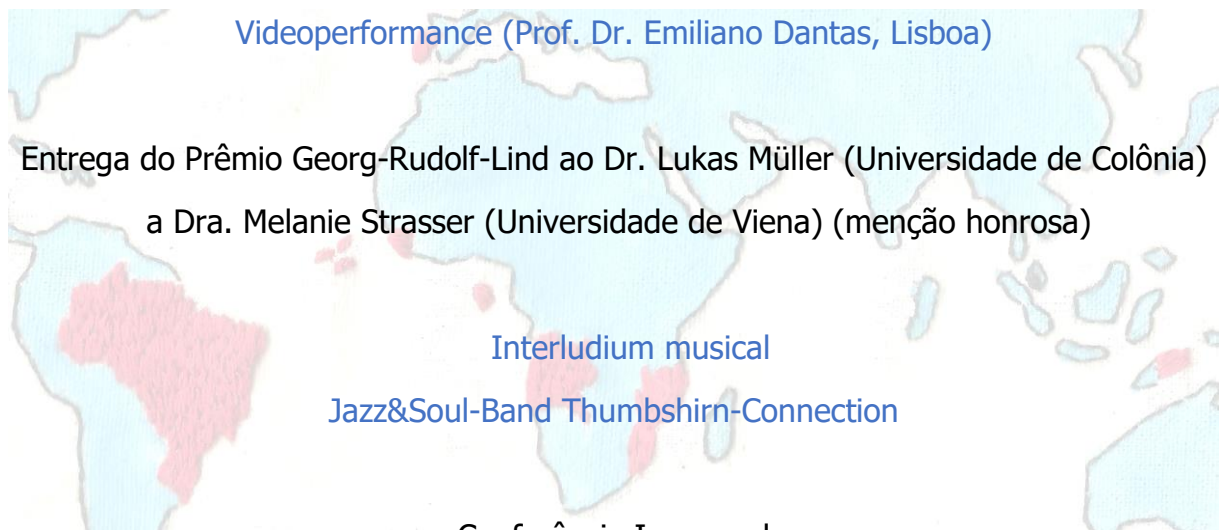 Videoperformance (Prof. Dr. Emiliano Dantas, Lisboa)
Entrega do Prêmio Georg-Rudolf-Lind ao Dr. Lukas Müller (Universidade de Colônia)
a Dra. Melanie Strasser (Universidade de Viena) (menção honrosa)
Interludium musical
Jazz&Soul-Band Thumbshirn-Connection
Conferência